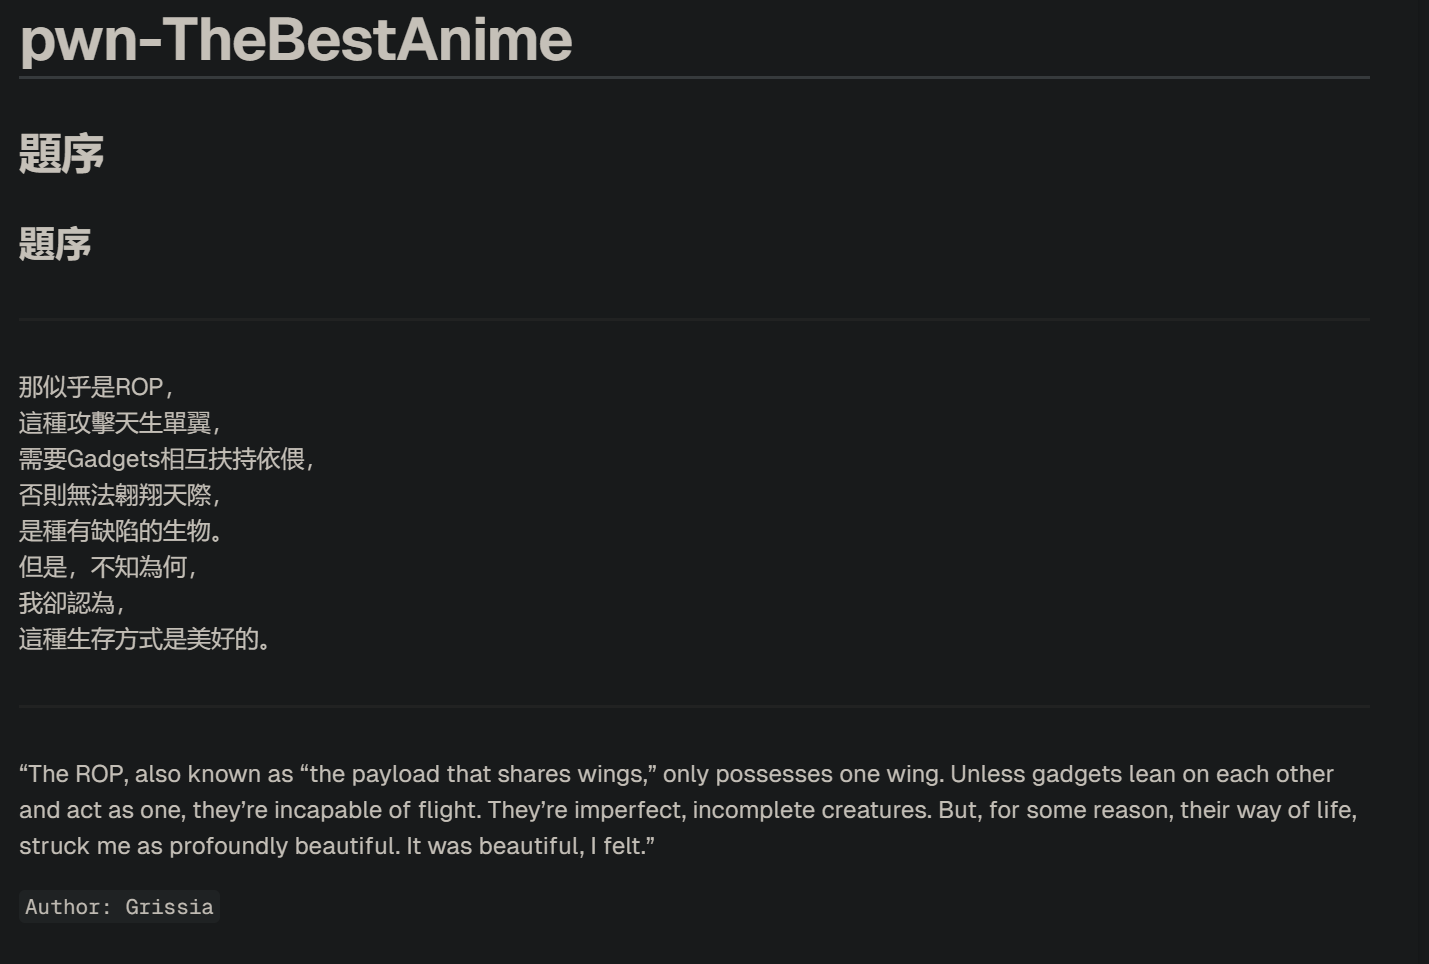 pwn-TheBestAnime
題序
題序
那似乎是ROP，
這種攻擊天生單翼，
需要Gadgets相互扶持依偎，
否則無法翱翔天際，
是種有缺陷的生物。
但是，不知為何，
我卻認為，
這種生存方式是美好的。
“The ROP, also known as “the payload that shares wings,” only possesses one wing. Unless gadgets lean on each other
and act as one, they’re incapable of flight. They’re imperfect, incomplete creatures. But, for some reason, their way of life,
struck me as profoundly beautiful. It was beautiful, I felt.”
Author: Grissia